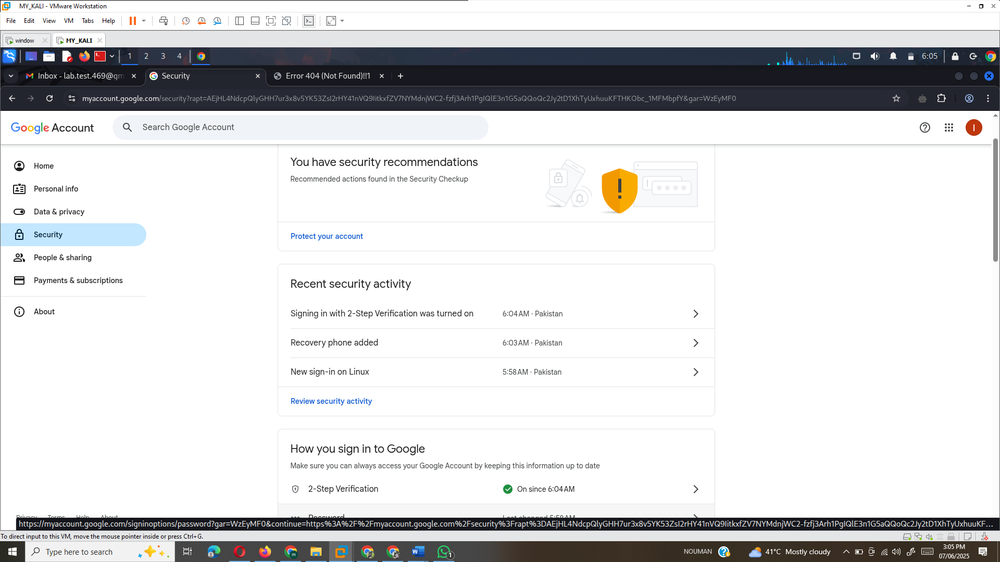 MY_KALI - VMware Workstation
File Edit View VM Tabs Help
window MY_KALI
1 2 3 4 6:05
Inbox - lab.test.469@gm Security Error 404 (Not Found)!!1
myaccount.google.com/security?rapt=AEjHL4NdcpQlyGHH7ur3x8v5YK53ZsI2rHY41nVQ9IitkxfZV7NYMdnjWC2-fzfj3Arh1PgIQlE3n1G5aQQoQc2Jy2tD1XhTyUxhuuKFTHKObc_1MFMbpfY&gar=WzEyMF0
Google Account Search Google Account I
Home
Personal info
Data & privacy
Security
People & sharing
Payments & subscriptions
About
You have security recommendations
Recommended actions found in the Security Checkup
Protect your account
Recent security activity
Signing in with 2-Step Verification was turned on 6:04 AM · Pakistan
Recovery phone added 6:03 AM · Pakistan
New sign-in on Linux 5:58 AM · Pakistan
Review security activity
How you sign in to Google
Make sure you can always access your Google Account by keeping this information up to date
2-Step Verification On since 6:04 AM
Password Last changed 5:58 AM
Privacy Terms Help About
https://myaccount.google.com/signinoptions/password?gar=WzEyMF0&continue=https%3A%2F%2Fmyaccount.google.com%2Fsecurity%3Frapt%3DAEjHL4NdcpQlyGHH7ur3x8v5YK53ZsI2rHY41nVQ9IitkxfZV7NYMdnjWC2-fzfj3Arh1PgIQlE3n1G5aQQoQc2Jy2tD1XhTyUxhuuKF...
To direct input to this VM, move the mouse pointer inside or press Ctrl+G.
Type here to search 1 NOUMAN 41°C Mostly cloudy 3:05 PM
07/06/2025